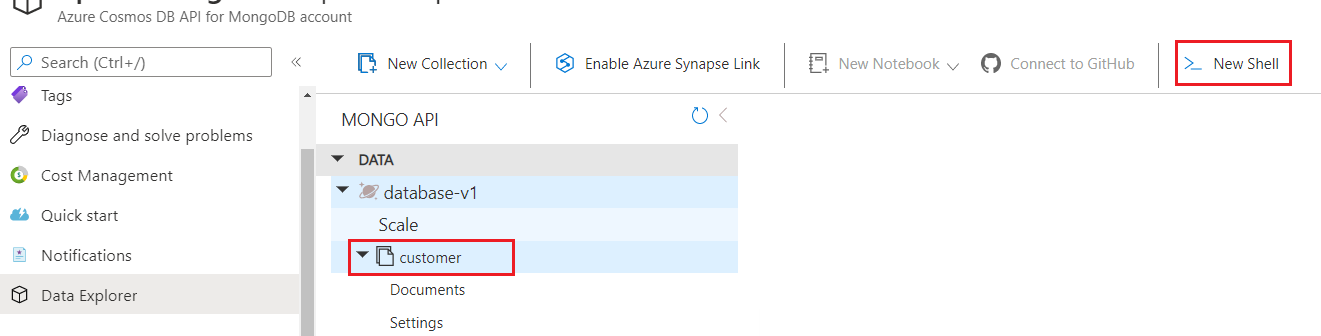 Azure Cosmos DB API for MongoDB account
Search (Ctrl+/)
Tags
Diagnose and solve problems
Cost Management
Quick start
Notifications
Data Explorer
New Collection
Enable Azure Synapse Link
New Notebook
Connect to GitHub
New Shell
MONGO API
DATA
database-v1
Scale
customer
Documents
Settings